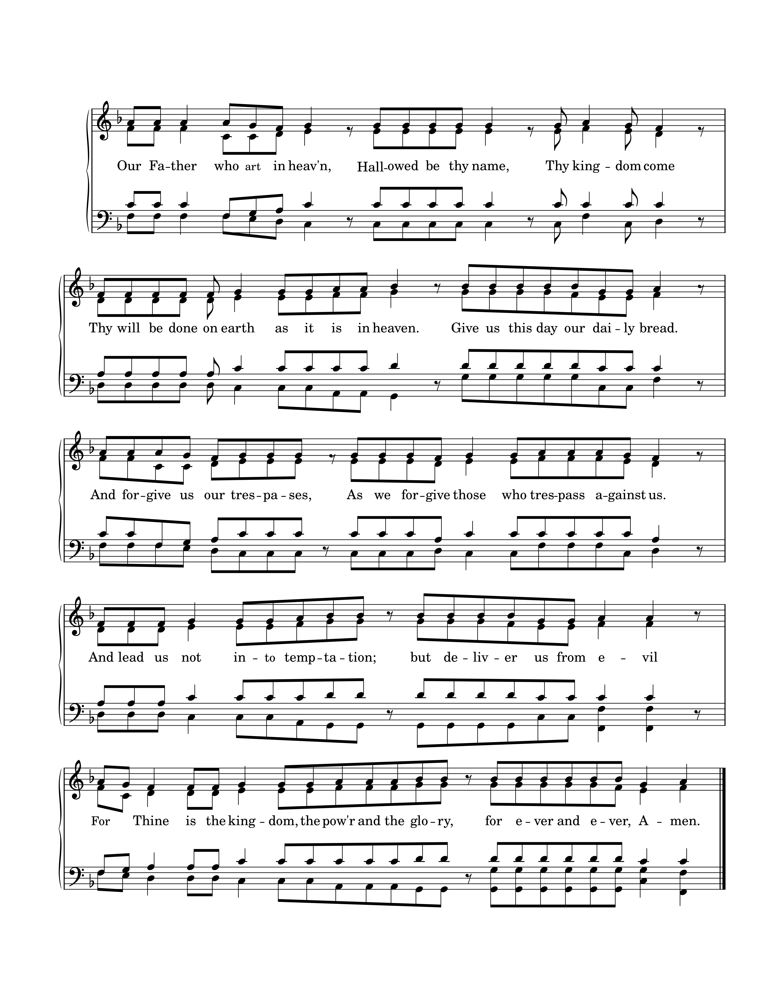 Our Fa-ther who art in heav'n, Hall-owed be thy name, Thy king - dom come
Thy will be done on earth as it is in heaven. Give us this day our dai - ly bread.
And for-give us our tres-pa - ses, As we for-give those who tres-pass a-gainst us.
And lead us not in - to temp-ta - tion; but de - liv - er us from e - vil
For Thine is the king - dom, the pow'r and the glo - ry, for e - ver and e - ver, A - men.